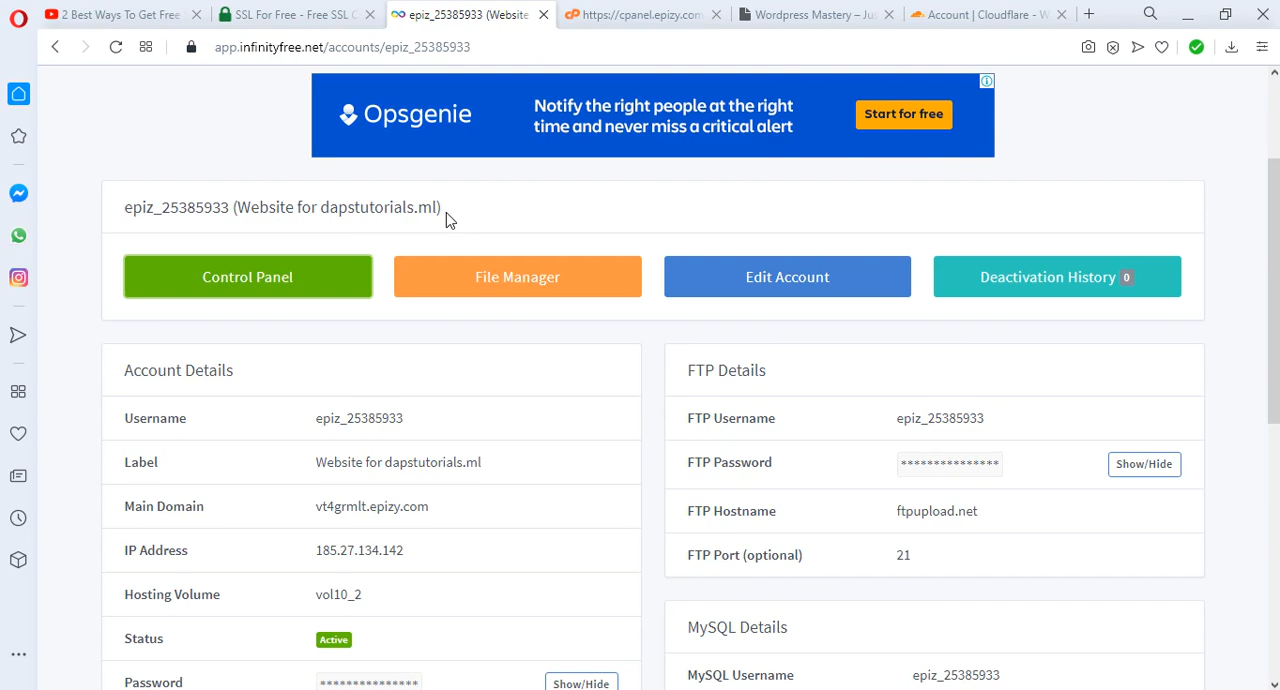 2 Best Ways To Get Free
SSL For Free - Free SSL C
epiz_25385933 (Website
https://cpanel.epizy.com
Wordpress Mastery – Jus
Account | Cloudflare - W
app.infinityfree.net/accounts/epiz_25385933
Opsgenie
Notify the right people at the right
time and never miss a critical alert
Start for free
epiz_25385933 (Website for dapstutorials.ml)
Control Panel
File Manager
Edit Account
Deactivation History 0
Account Details
Username epiz_25385933
Label Website for dapstutorials.ml
Main Domain vt4grmlt.epizy.com
IP Address 185.27.134.142
Hosting Volume vol10_2
Status Active
Password *************** Show/Hide
FTP Details
FTP Username epiz_25385933
FTP Password *************** Show/Hide
FTP Hostname ftpupload.net
FTP Port (optional) 21
MySQL Details
MySQL Username epiz_25385933